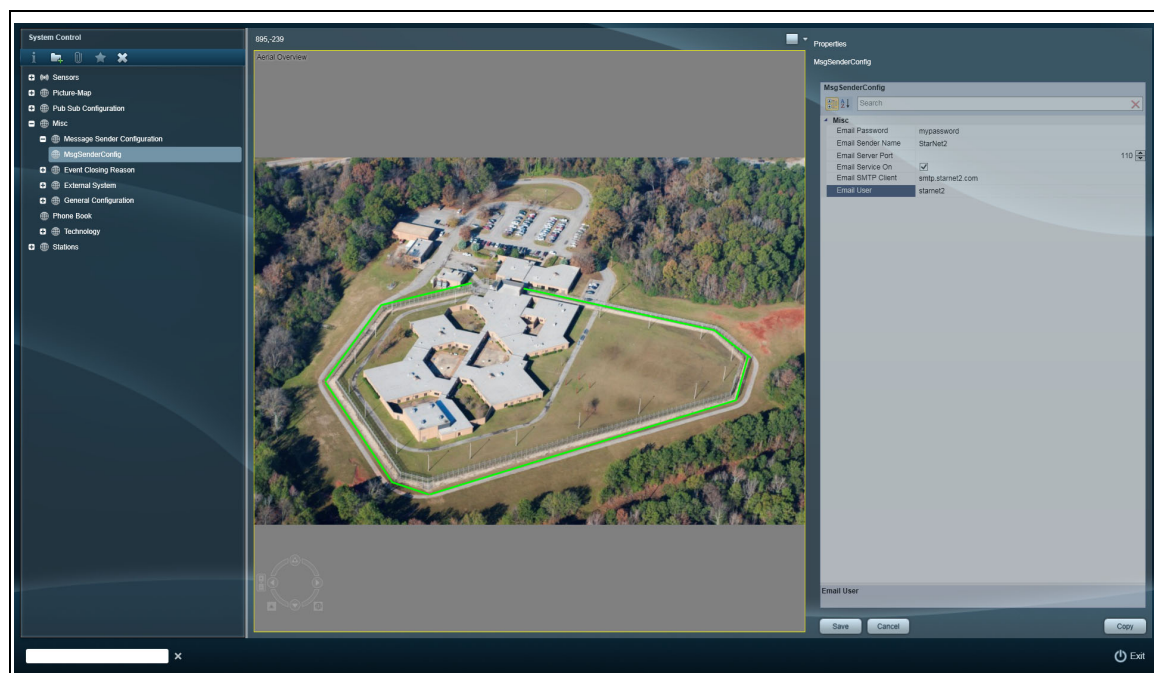 System Control
Sensors
Picture-Map
Pub Sub Configuration
Misc
Message Sender Configuration
MsgSenderConfig
Event Closing Reason
External System
General Configuration
Phone Book
Technology
Stations
895,-239
Aerial Overview
Properties
MsgSenderConfig
MsgSenderConfig
Search
Misc
Email Password mypassword
Email Sender Name StarNet2
Email Server Port 110
Email Service On
Email SMTP Client smtp.starnet2.com
Email User starnet2
Email User
Save Cancel Copy
Exit